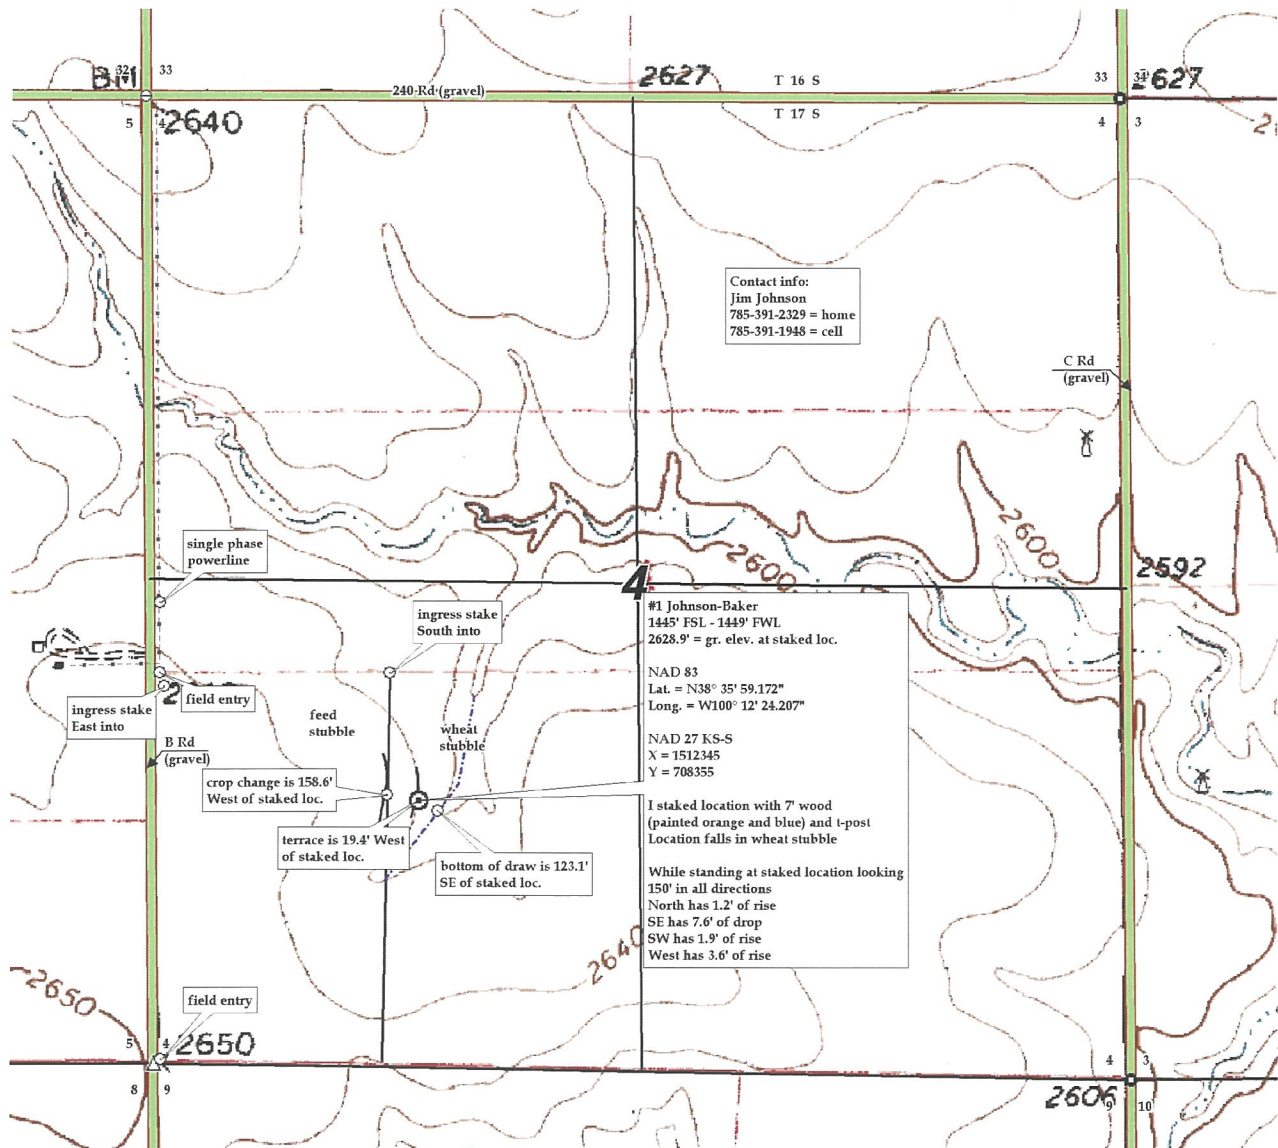 BM
32
33
2627
T 16 S
33
34
2627
240 Rd (gravel)
T 17 S
5
4
2640
4
3
Contact info:
Jim Johnson
785-391-2329 = home
785-391-1948 = cell
C Rd
(gravel)
single phase
powerline
2600
2600
2592
4
ingress stake
South into
#1 Johnson-Baker
1445' FSL - 1449' FWL
2628.9' = gr. elev. at staked loc.
NAD 83
Lat. = N38° 35' 59.172"
Long. = W100° 12' 24.207"
NAD 27 KS-S
X = 1512345
Y = 708355
I staked location with 7' wood
(painted orange and blue) and t-post
Location falls in wheat stubble
While standing at staked location looking
150' in all directions
North has 1.2' of rise
SE has 7.6' of drop
SW has 1.9' of rise
West has 3.6' of rise
field entry
ingress stake
East into
2
feed
stubble
wheat
stubble
B Rd
(gravel)
crop change is 158.6'
West of staked loc.
terrace is 19.4' West
of staked loc.
bottom of draw is 123.1'
SE of staked loc.
2640
2650
field entry
5
4
2650
8
9
4
3
2606
9
10